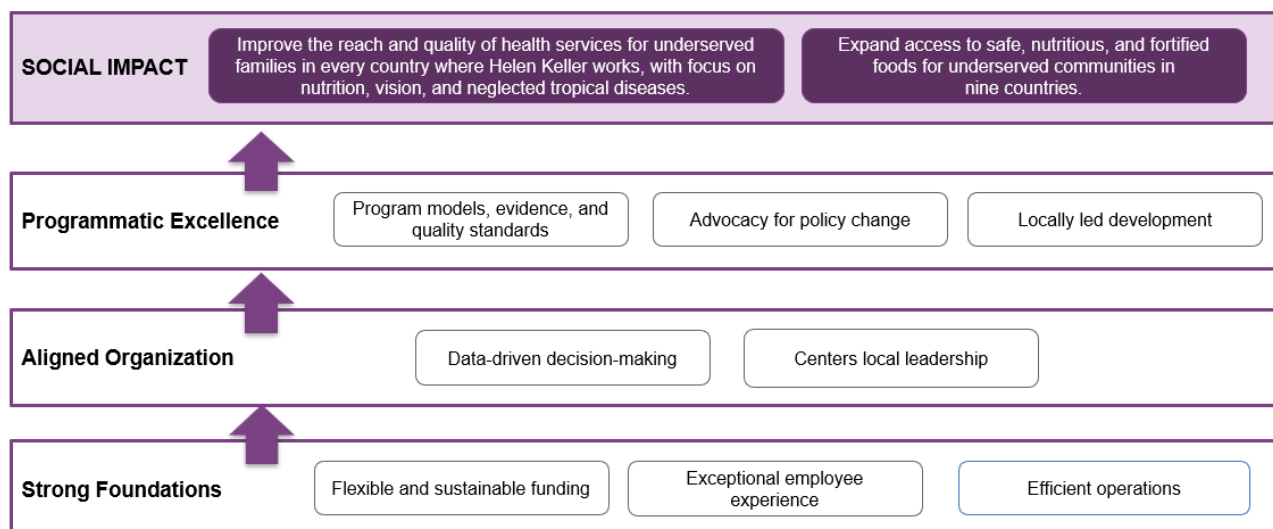 SOCIAL IMPACT
Improve the reach and quality of health services for underserved
families in every country where Helen Keller works, with focus on
nutrition, vision, and neglected tropical diseases.
Expand access to safe, nutritious, and fortified
foods for underserved communities in
nine countries.
Programmatic Excellence
Program models, evidence, and
quality standards
Advocacy for policy change
Locally led development
Aligned Organization
Data-driven decision-making
Centers local leadership
Strong Foundations
Flexible and sustainable funding
Exceptional employee
experience
Efficient operations